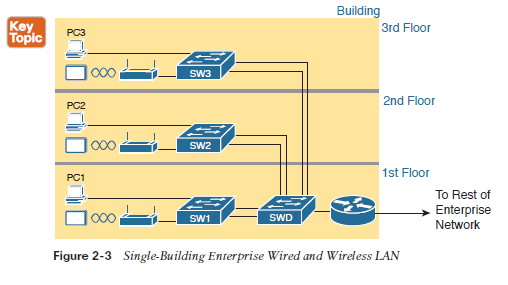 Building
Key
Topic
3rd Floor
PC3
SW3
2nd Floor
PC2
SW2
1st Floor
PC1
SW1
SWD
To Rest of
Enterprise
Network
Figure 2-3 Single-Building Enterprise Wired and Wireless LAN